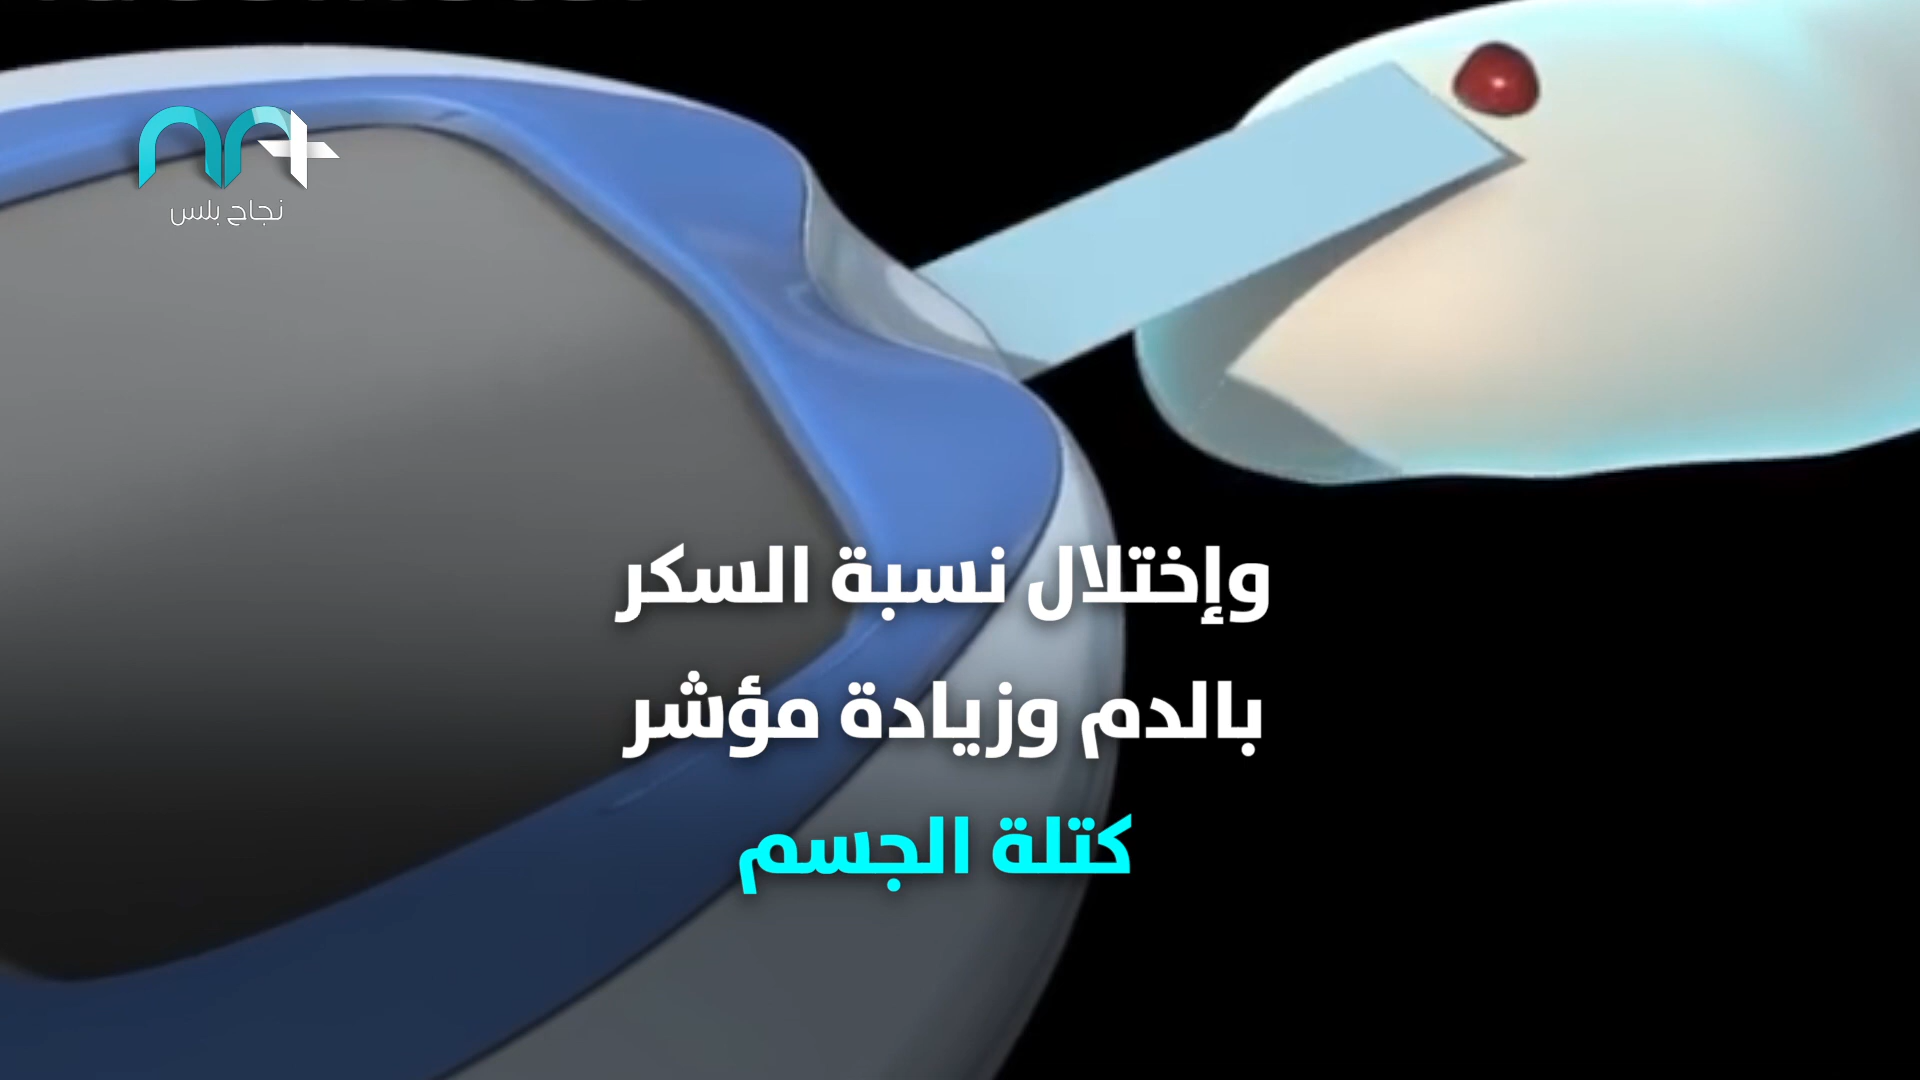 نجاح بلس
وإختلال نسبة السكر
بالدم وزيادة مؤشر
كتلة الجسم